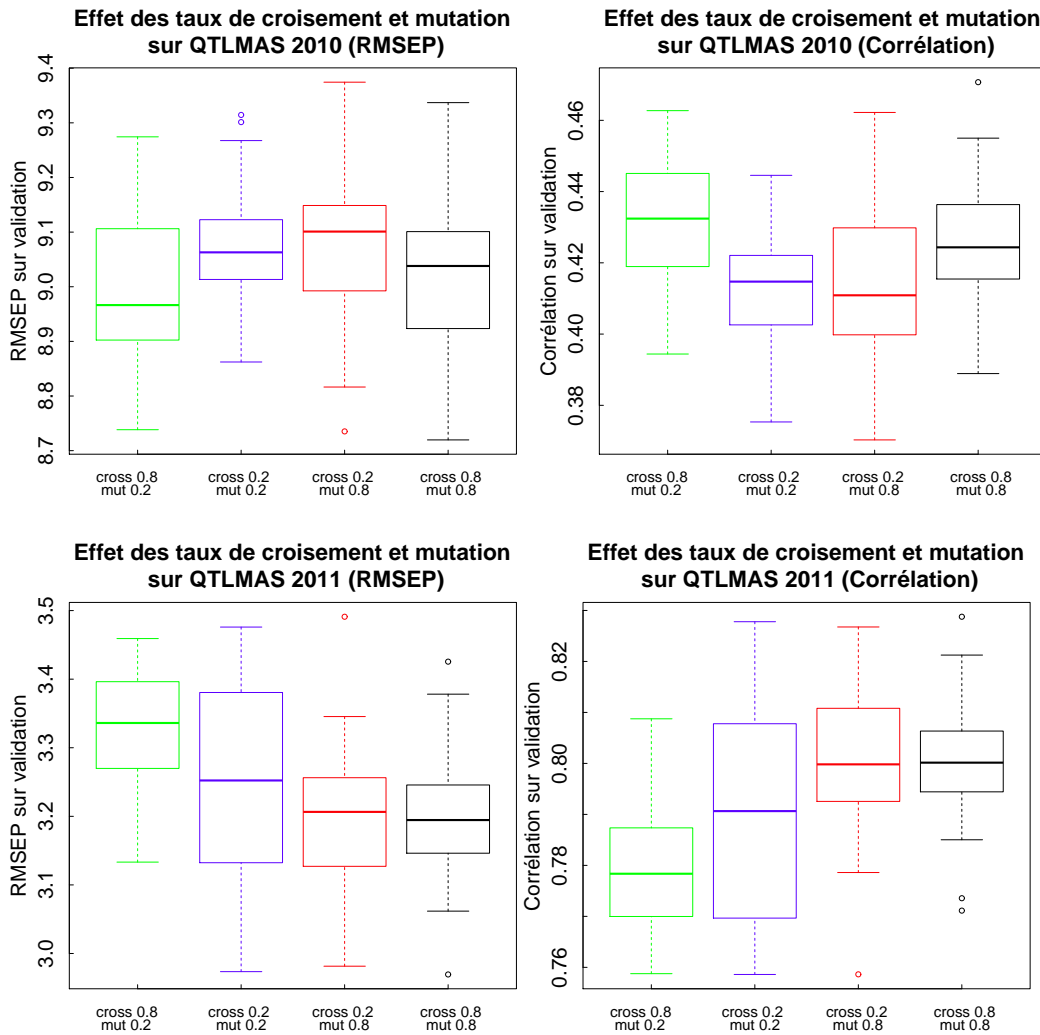 Effet des taux de croisement et mutation
sur QTLMAS 2010 (RMSEP)
RMSEP sur validation
9.4
9.3
9.2
9.1
9.0
8.9
8.8
8.7
cross 0.8
mut 0.2
cross 0.2
mut 0.2
cross 0.2
mut 0.8
cross 0.8
mut 0.8
Effet des taux de croisement et mutation
sur QTLMAS 2010 (Corrélation)
Corrélation sur validation
0.46
0.44
0.42
0.40
0.38
cross 0.8
mut 0.2
cross 0.2
mut 0.2
cross 0.2
mut 0.8
cross 0.8
mut 0.8
Effet des taux de croisement et mutation
sur QTLMAS 2011 (RMSEP)
RMSEP sur validation
3.5
3.4
3.3
3.2
3.1
3.0
cross 0.8
mut 0.2
cross 0.2
mut 0.2
cross 0.2
mut 0.8
cross 0.8
mut 0.8
Effet des taux de croisement et mutation
sur QTLMAS 2011 (Corrélation)
Corrélation sur validation
0.82
0.80
0.78
0.76
cross 0.8
mut 0.2
cross 0.2
mut 0.2
cross 0.2
mut 0.8
cross 0.8
mut 0.8